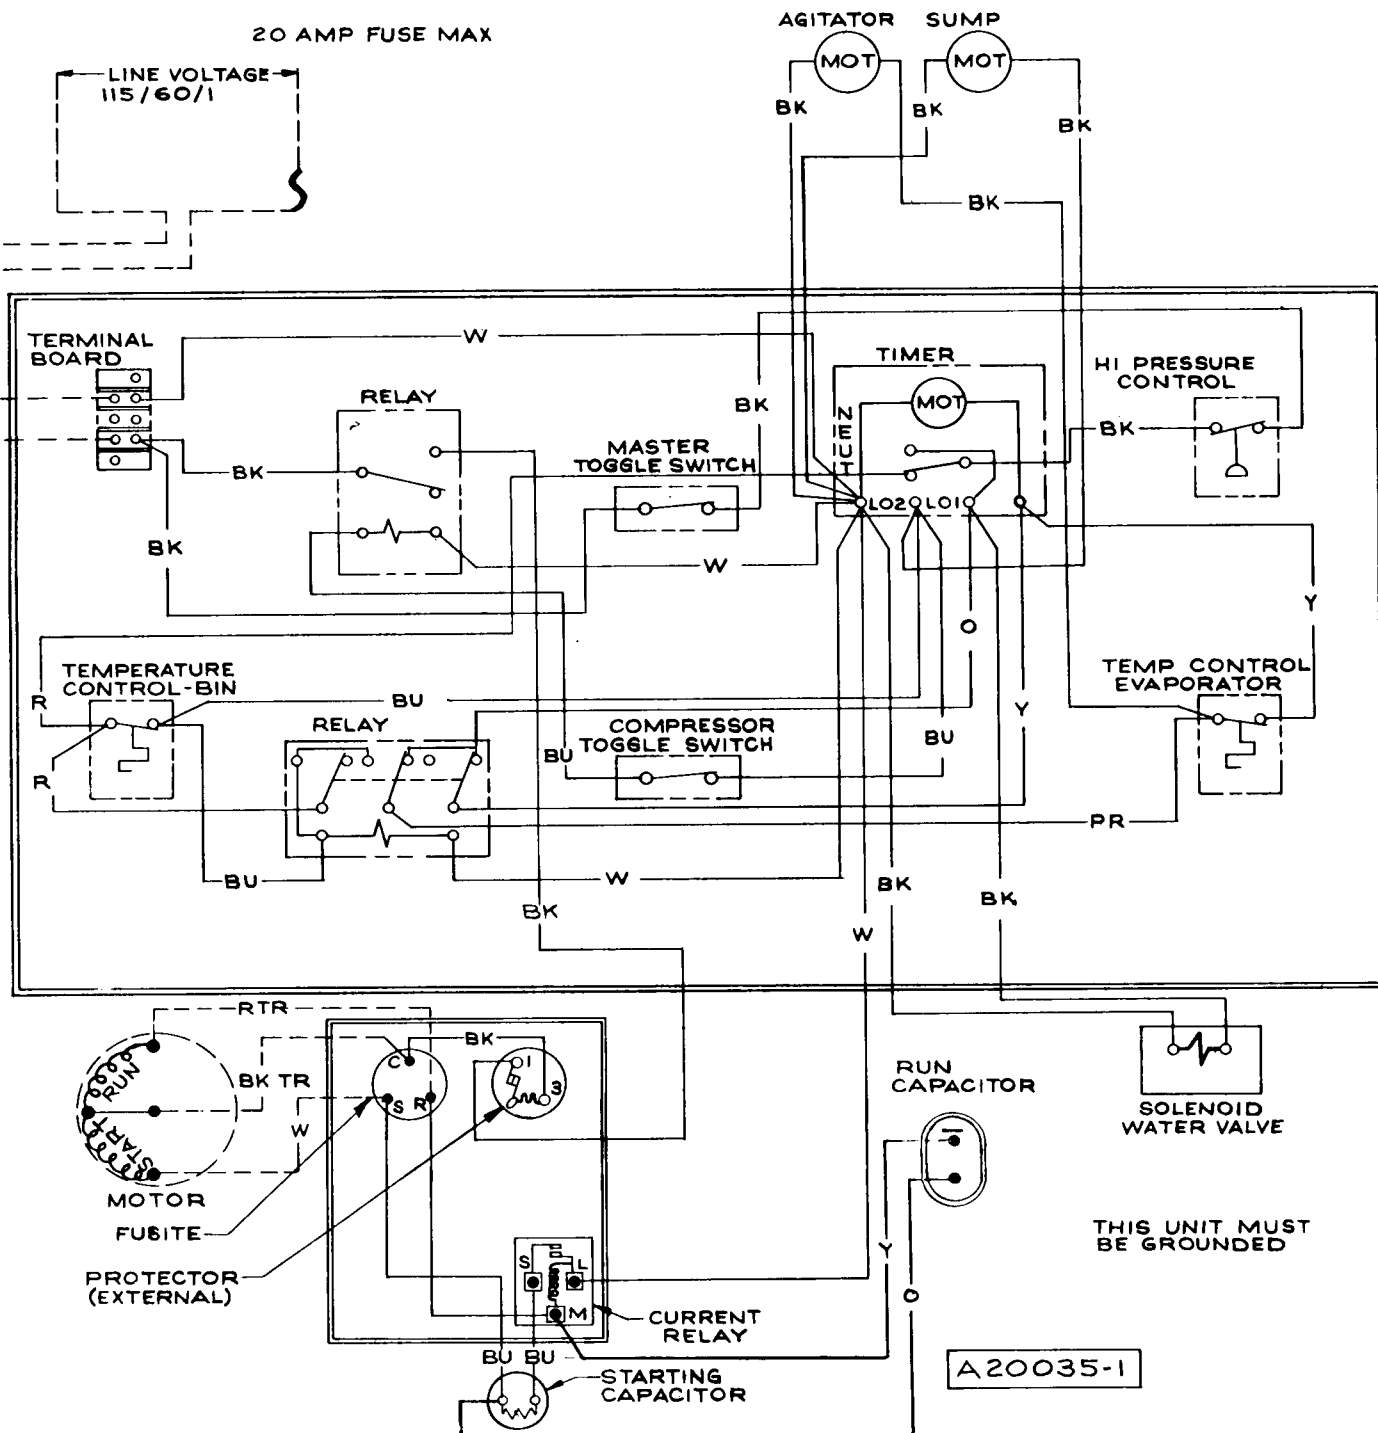 20 AMP FUSE MAX
LINE VOLTAGE
115/60/1
AGITATOR
SUMP
MOT
MOT
BK
BK
BK
BK
TERMINAL
BOARD
W
RELAY
BK
MASTER
TOGGLE SWITCH
BK
TIMER
NEUT
MOT
LO2
LO1
HI PRESSURE
CONTROL
BK
BK
W
O
Y
TEMPERATURE
CONTROL-BIN
R
R
BU
RELAY
BU
COMPRESSOR
TOGGLE SWITCH
BU
Y
TEMP CONTROL
EVAPORATOR
PR
BU
W
BK
BK
BK
W
RTR
BK TR
W
RUN
START
MOTOR
C
S
R
BK
1
3
FUSITE
PROTECTOR
(EXTERNAL)
S
L
M
CURRENT
RELAY
BU
BU
STARTING
CAPACITOR
RUN
CAPACITOR
Y
O
SOLENOID
WATER VALVE
THIS UNIT MUST
BE GROUNDED
A20035-1